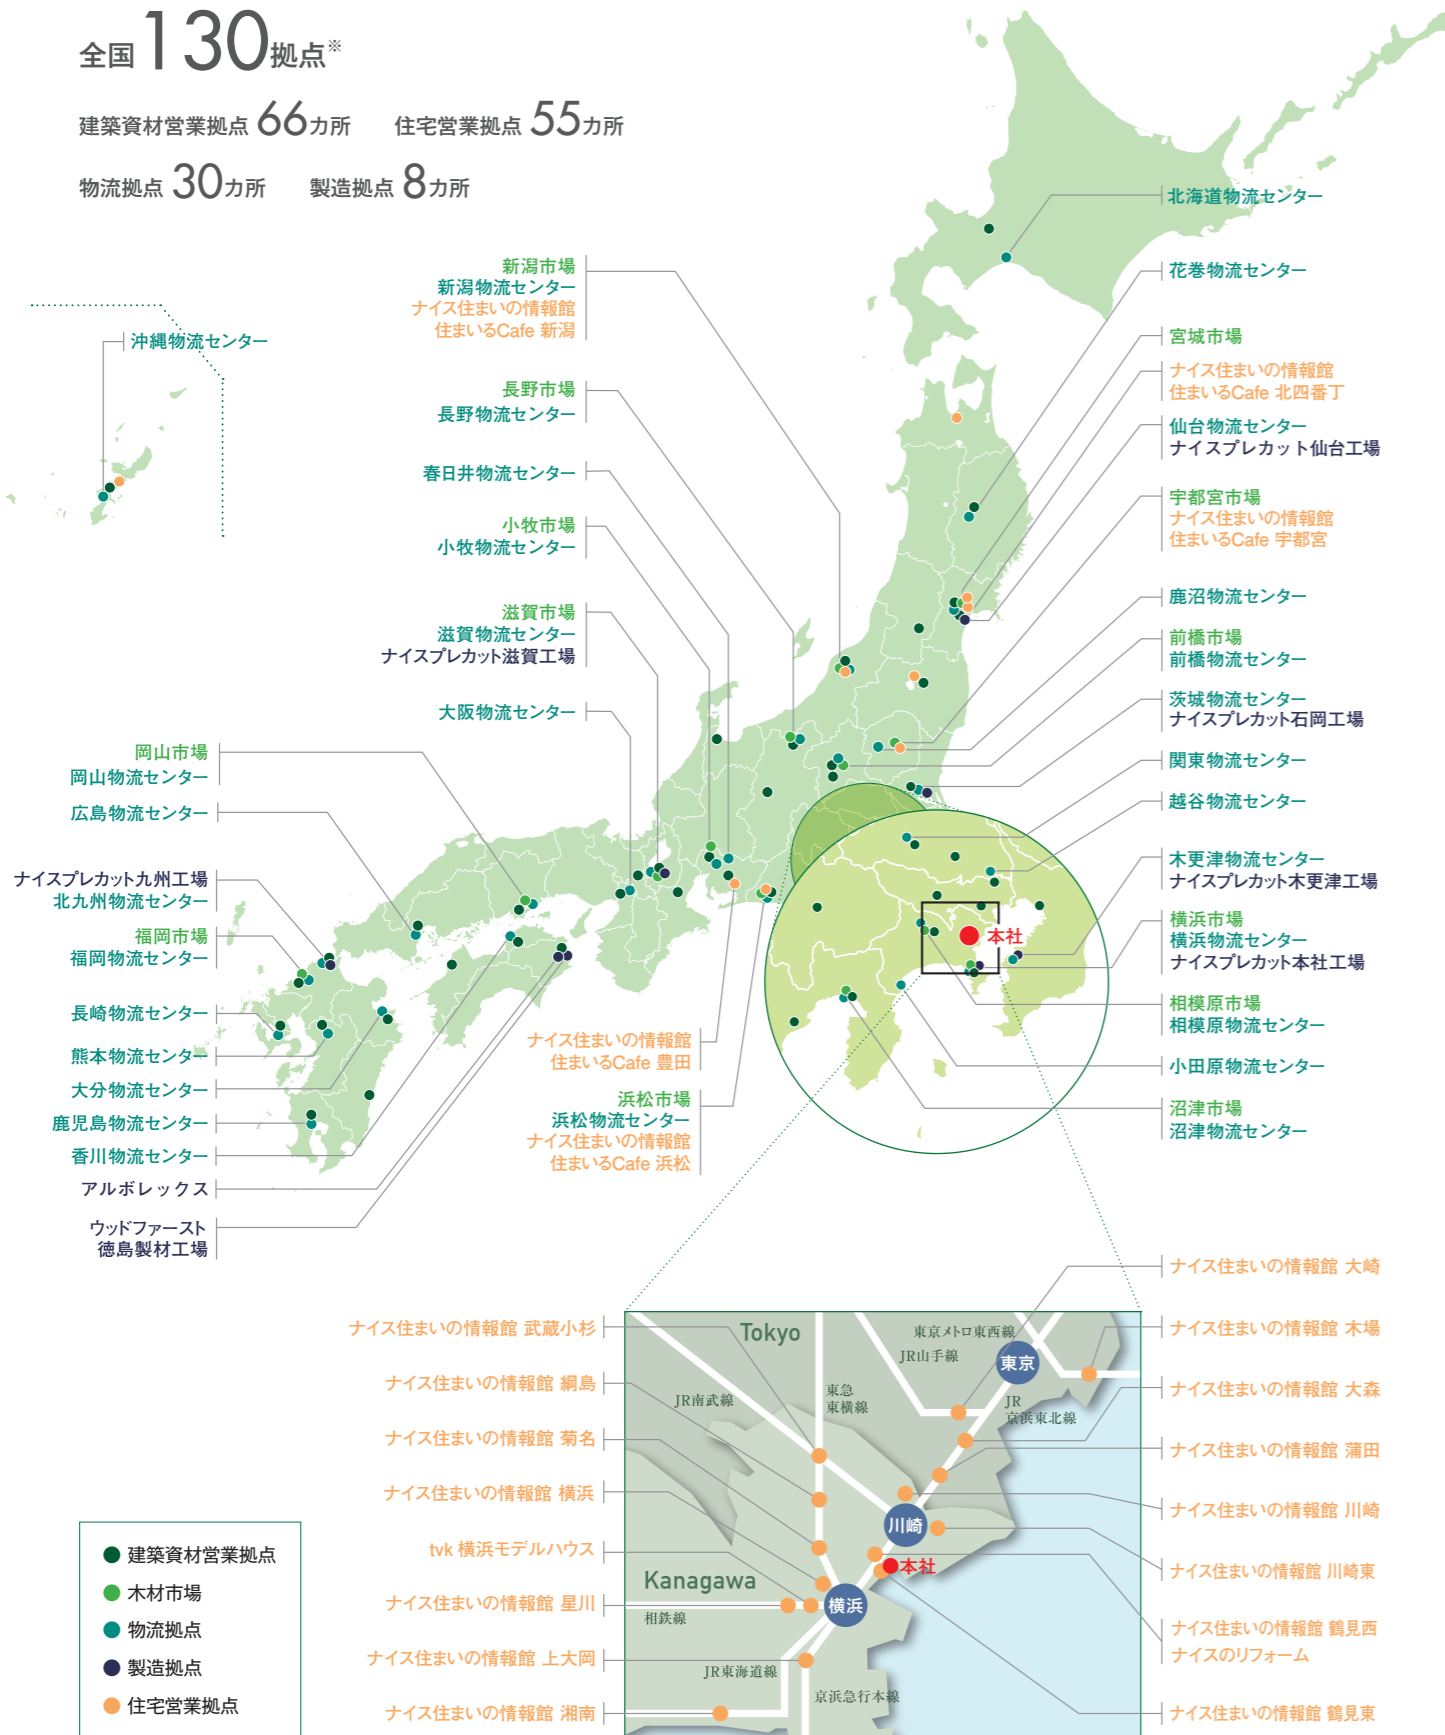 全国130拠点※
建築資材営業拠点 66カ所 住宅営業拠点 55カ所
物流拠点 30カ所 製造拠点 8カ所
沖縄物流センター
新潟市場
新潟物流センター
ナイス住まいの情報館
住まいるCafe 新潟
長野市場
長野物流センター
春日井物流センター
小牧市場
小牧物流センター
滋賀市場
滋賀物流センター
ナイスプレカット滋賀工場
大阪物流センター
岡山市場
岡山物流センター
広島物流センター
ナイスプレカット九州工場
北九州物流センター
福岡市場
福岡物流センター
長崎物流センター
熊本物流センター
大分物流センター
鹿児島物流センター
香川物流センター
アルボレックス
ウッドファースト
徳島製材工場
ナイス住まいの情報館
住まいるCafe 豊田
浜松市場
浜松物流センター
ナイス住まいの情報館
住まいるCafe 浜松
北海道物流センター
花巻物流センター
宮城市場
ナイス住まいの情報館
住まいるCafe 北四番丁
仙台物流センター
ナイスプレカット仙台工場
宇都宮市場
ナイス住まいの情報館
住まいるCafe 宇都宮
鹿沼物流センター
前橋市場
前橋物流センター
茨城物流センター
ナイスプレカット石岡工場
関東物流センター
越谷物流センター
木更津物流センター
ナイスプレカット木更津工場
横浜市場
横浜物流センター
ナイスプレカット本社工場
相模原市場
相模原物流センター
小田原物流センター
沼津市場
沼津物流センター
本社
ナイス住まいの情報館 武蔵小杉
ナイス住まいの情報館 綱島
ナイス住まいの情報館 菊名
ナイス住まいの情報館 横浜
tvk 横浜モデルハウス
ナイス住まいの情報館 星川
ナイス住まいの情報館 上大岡
ナイス住まいの情報館 湘南
Tokyo
東京メトロ東西線
JR山手線
東京
JR南武線
東急
東横線
JR
京浜東北線
川崎
本社
Kanagawa
横浜
相鉄線
JR東海道線
京浜急行本線
ナイス住まいの情報館 大崎
ナイス住まいの情報館 木場
ナイス住まいの情報館 大森
ナイス住まいの情報館 蒲田
ナイス住まいの情報館 川崎
ナイス住まいの情報館 川崎東
ナイス住まいの情報館 鶴見西
ナイスのリフォーム
ナイス住まいの情報館 鶴見東
建築資材営業拠点
木材市場
物流拠点
製造拠点
住宅営業拠点